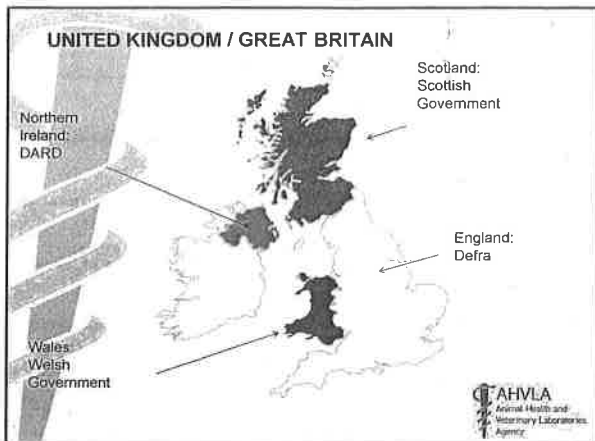 UNITED KINGDOM / GREAT BRITAIN
Scotland:
Scottish
Government
Northern
Ireland:
DARD
England:
Defra
Wales:
Welsh
Government
AHVLA
Animal Health and
Veterinary Laboratories
Agency